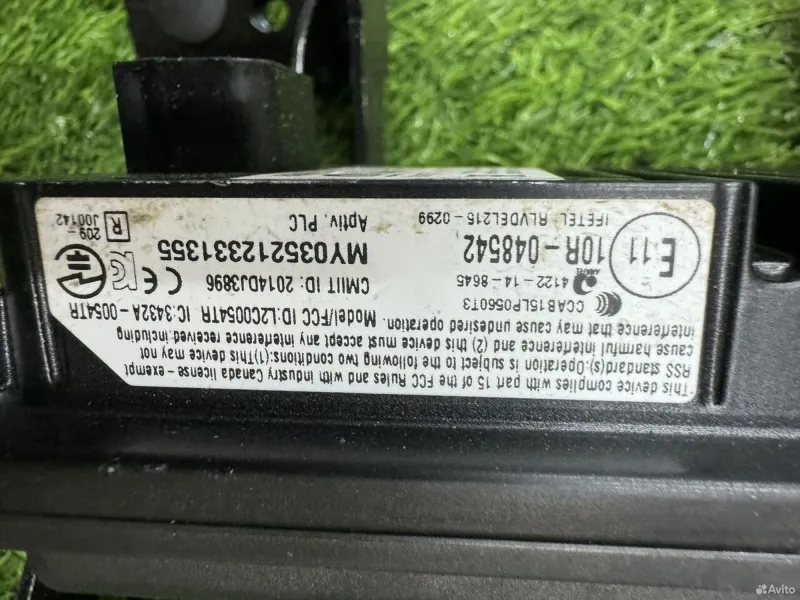 This device complies with part 15 of the FCC Rules and with Industry Canada license - exempt
RSS standard(s).Operation is subject to the following two conditions:(1)This device may not
cause harmful interference and (2) this device must accept any interference received.including
interference that may cause undesired operation. Model/FCC ID:L2C0054TR IC:3432A-0054TR
CCAB15LP0560T3
4122-14-8645
CMIIT ID: 2014DJ3896
CE
E 11
10R-048542
MY035212331355
IFETEL: RLVDEL215-0299
Aptiv. PLC
R
209-
J00142
Avito